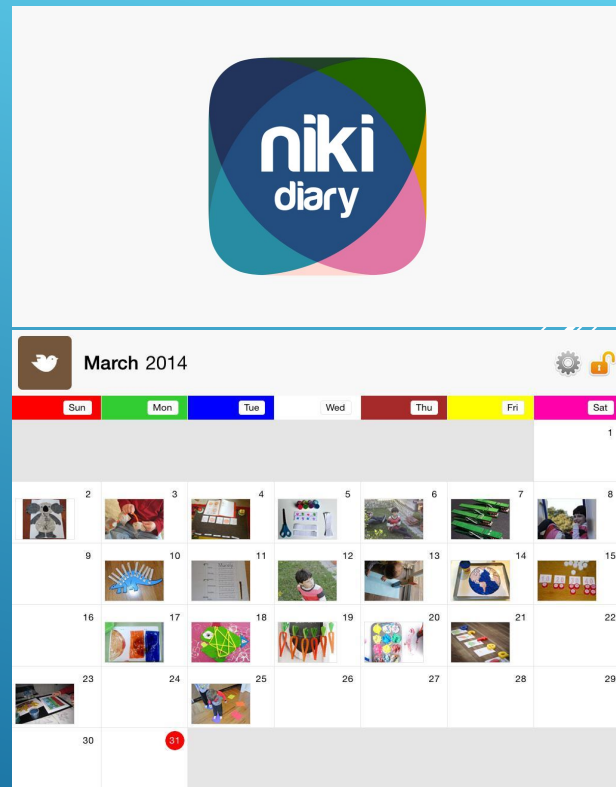 niki
diary
March 2014
Sun Mon Tue Wed Thu Fri Sat
1
2 3 4 5 6 7 8
9 10 11 12 13 14 15
16 17 18 19 20 21 22
23 24 25 26 27 28 29
30 31